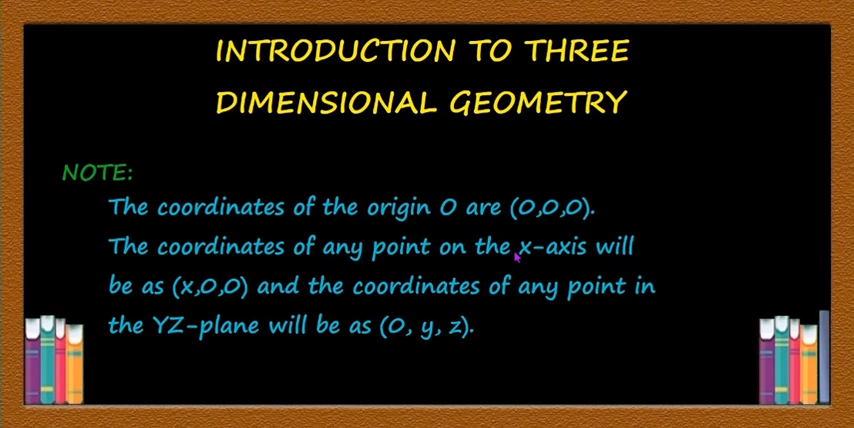 INTRODUCTION TO THREE
DIMENSIONAL GEOMETRY
NOTE:
The coordinates of the origin O are (0,0,0).
The coordinates of any point on the x-axis will
be as (x,0,0) and the coordinates of any point in
the YZ-plane will be as (0, y, z).